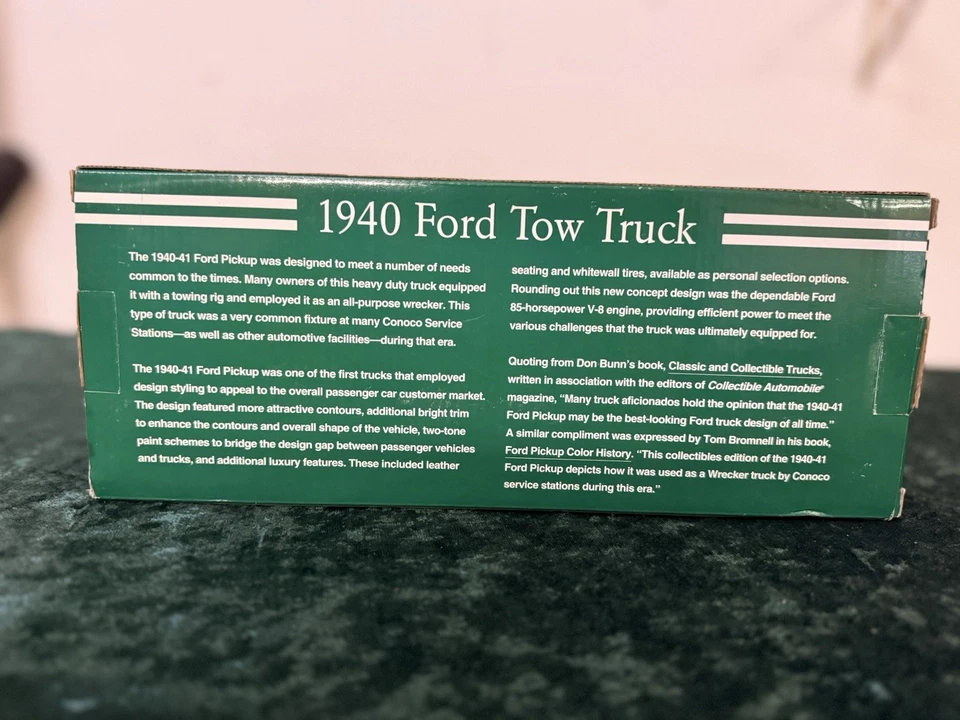 1940 Ford Tow Truck
The 1940-41 Ford Pickup was designed to meet a number of needs
common to the times. Many owners of this heavy duty truck equipped
it with a towing rig and employed it as an all-purpose wrecker. This
type of truck was a very common fixture at many Conoco Service
Stations—as well as other automotive facilities—during that era.
The 1940-41 Ford Pickup was one of the first trucks that employed
design styling to appeal to the overall passenger car customer market.
The design featured more attractive contours, additional bright trim
to enhance the contours and overall shape of the vehicle, two-tone
paint schemes to bridge the design gap between passenger vehicles
and trucks, and additional luxury features. These included leather
seating and whitewall tires, available as personal selection options.
Rounding out this new concept design was the dependable Ford
85-horsepower V-8 engine, providing efficient power to meet the
various challenges that the truck was ultimately equipped for.
Quoting from Don Bunn's book, Classic and Collectible Trucks,
written in association with the editors of Collectible Automobile®
magazine, “Many truck aficionados hold the opinion that the 1940-41
Ford Pickup may be the best-looking Ford truck design of all time.”
A similar compliment was expressed by Tom Bromnell in his book,
Ford Pickup Color History. “This collectibles edition of the 1940-41
Ford Pickup depicts how it was used as a Wrecker truck by Conoco
service stations during this era.”